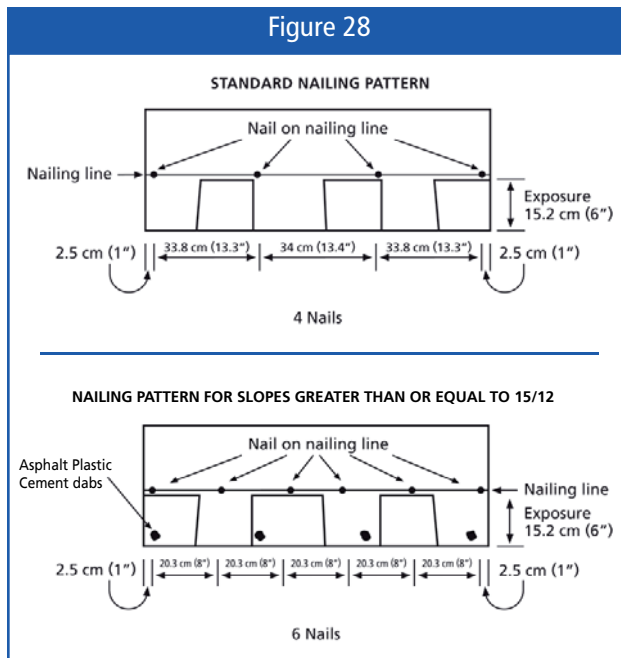 Figure 28
STANDARD NAILING PATTERN
Nail on nailing line
Nailing line
Exposure
15.2 cm (6")
2.5 cm (1")
33.8 cm (13.3")
34 cm (13.4")
33.8 cm (13.3")
2.5 cm (1")
4 Nails
NAILING PATTERN FOR SLOPES GREATER THAN OR EQUAL TO 15/12
Nail on nailing line
Asphalt Plastic
Cement dabs
Nailing line
Exposure
15.2 cm (6")
2.5 cm (1")
20.3 cm (8")
20.3 cm (8")
20.3 cm (8")
20.3 cm (8")
20.3 cm (8")
2.5 cm (1")
6 Nails